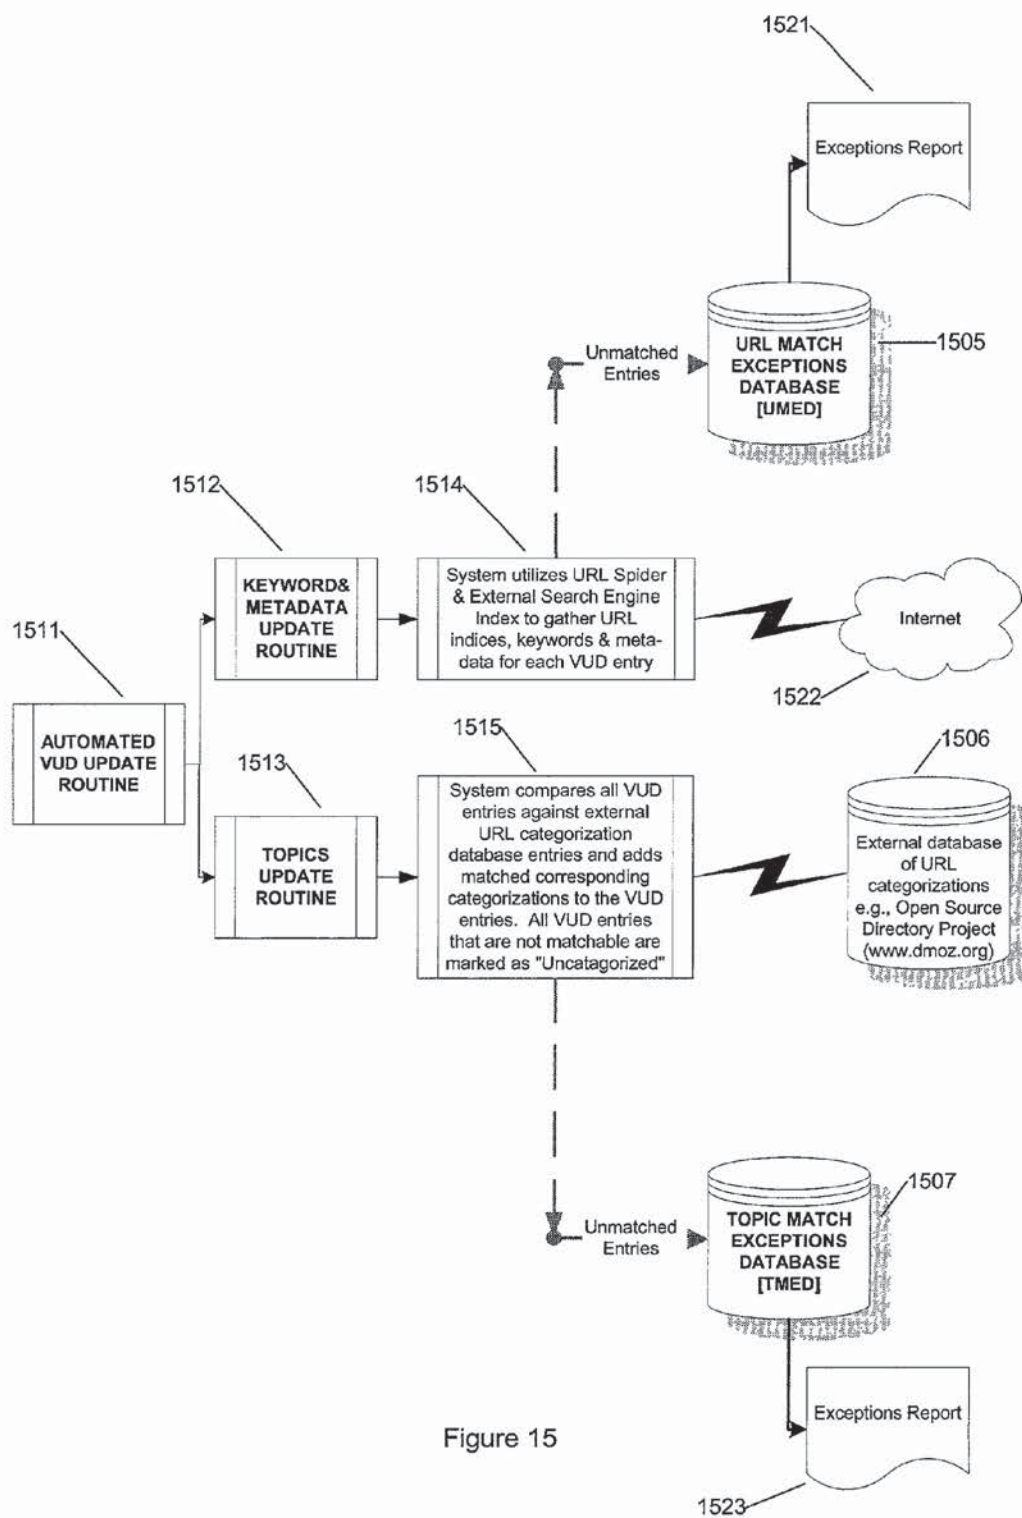 1521
Exceptions Report
URL MATCH
EXCEPTIONS
DATABASE
[UMED]
1505
Unmatched
Entries
1512
1514
KEYWORD&
METADATA
UPDATE
ROUTINE
System utilizes URL Spider
& External Search Engine
Index to gather URL
indices, keywords & meta-
data for each VUD entry
Internet
1522
1511
AUTOMATED
VUD UPDATE
ROUTINE
1513
TOPICS
UPDATE
ROUTINE
1515
System compares all VUD
entries against external
URL categorization
database entries and adds
matched corresponding
categorizations to the VUD
entries. All VUD entries
that are not matchable are
marked as "Uncatagorized"
1506
External database
of URL
categorizations
e.g., Open Source
Directory Project
(www.dmoz.org)
Unmatched
Entries
TOPIC MATCH
EXCEPTIONS
DATABASE
[TMED]
1507
Exceptions Report
1523
Figure 15